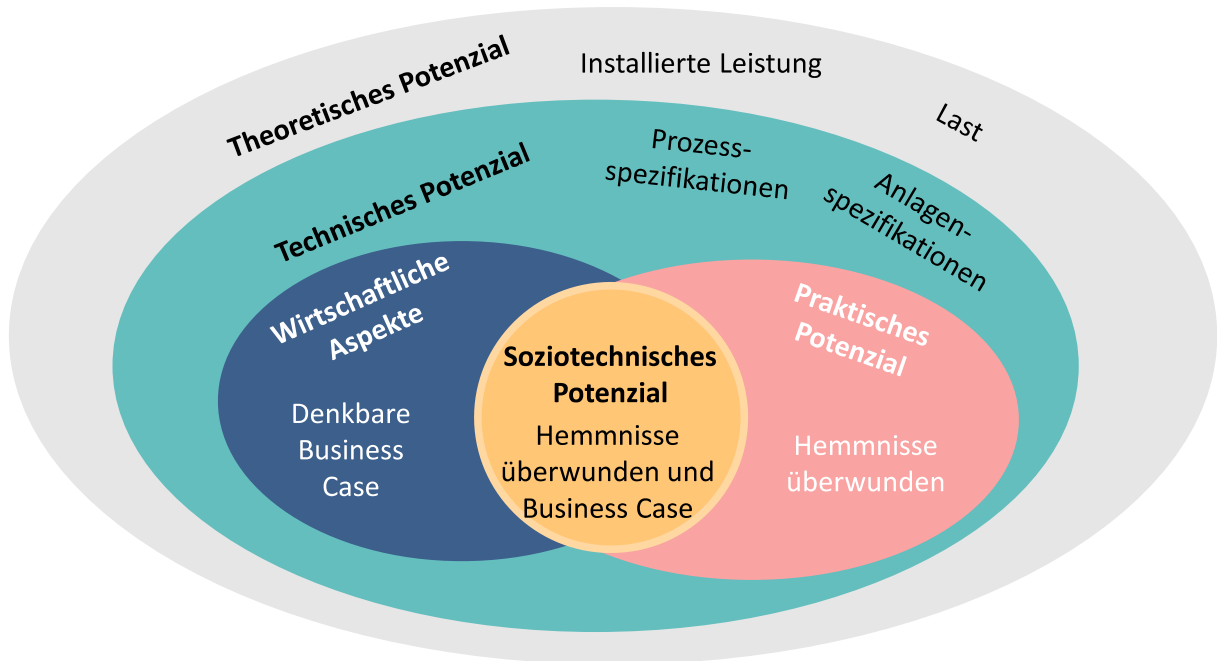 Theoretisches Potenzial
Installierte Leistung
Last
Technisches Potenzial
Prozess-
spezifikationen
Anlagen-
spezifikationen
Wirtschaftliche
Aspekte
Denkbare
Business
Case
Soziotechnisches
Potenzial
Hemmnisse
überwunden und
Business Case
Praktisches
Potenzial
Hemmnisse
überwunden